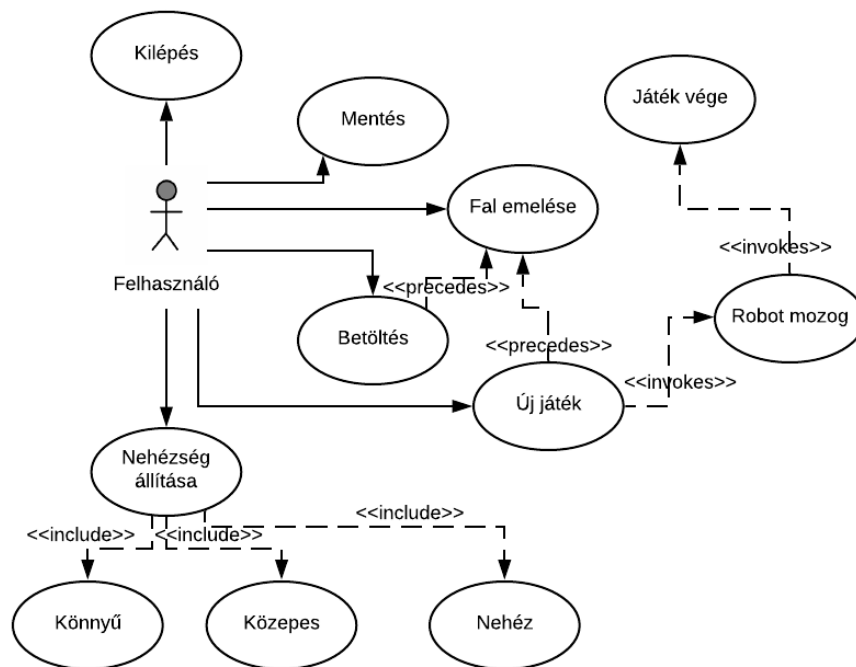 Kilépés
Mentés
Játék vége
Fal emelése
<<invokes>>
Felhasználó
<<precedes>>
Robot mozog
Betöltés
<<precedes>>
<<invokes>>
Új játék
Nehézség
állítása
<<include>>
<<include>>
<<include>>
Könnyű
Közepes
Nehéz